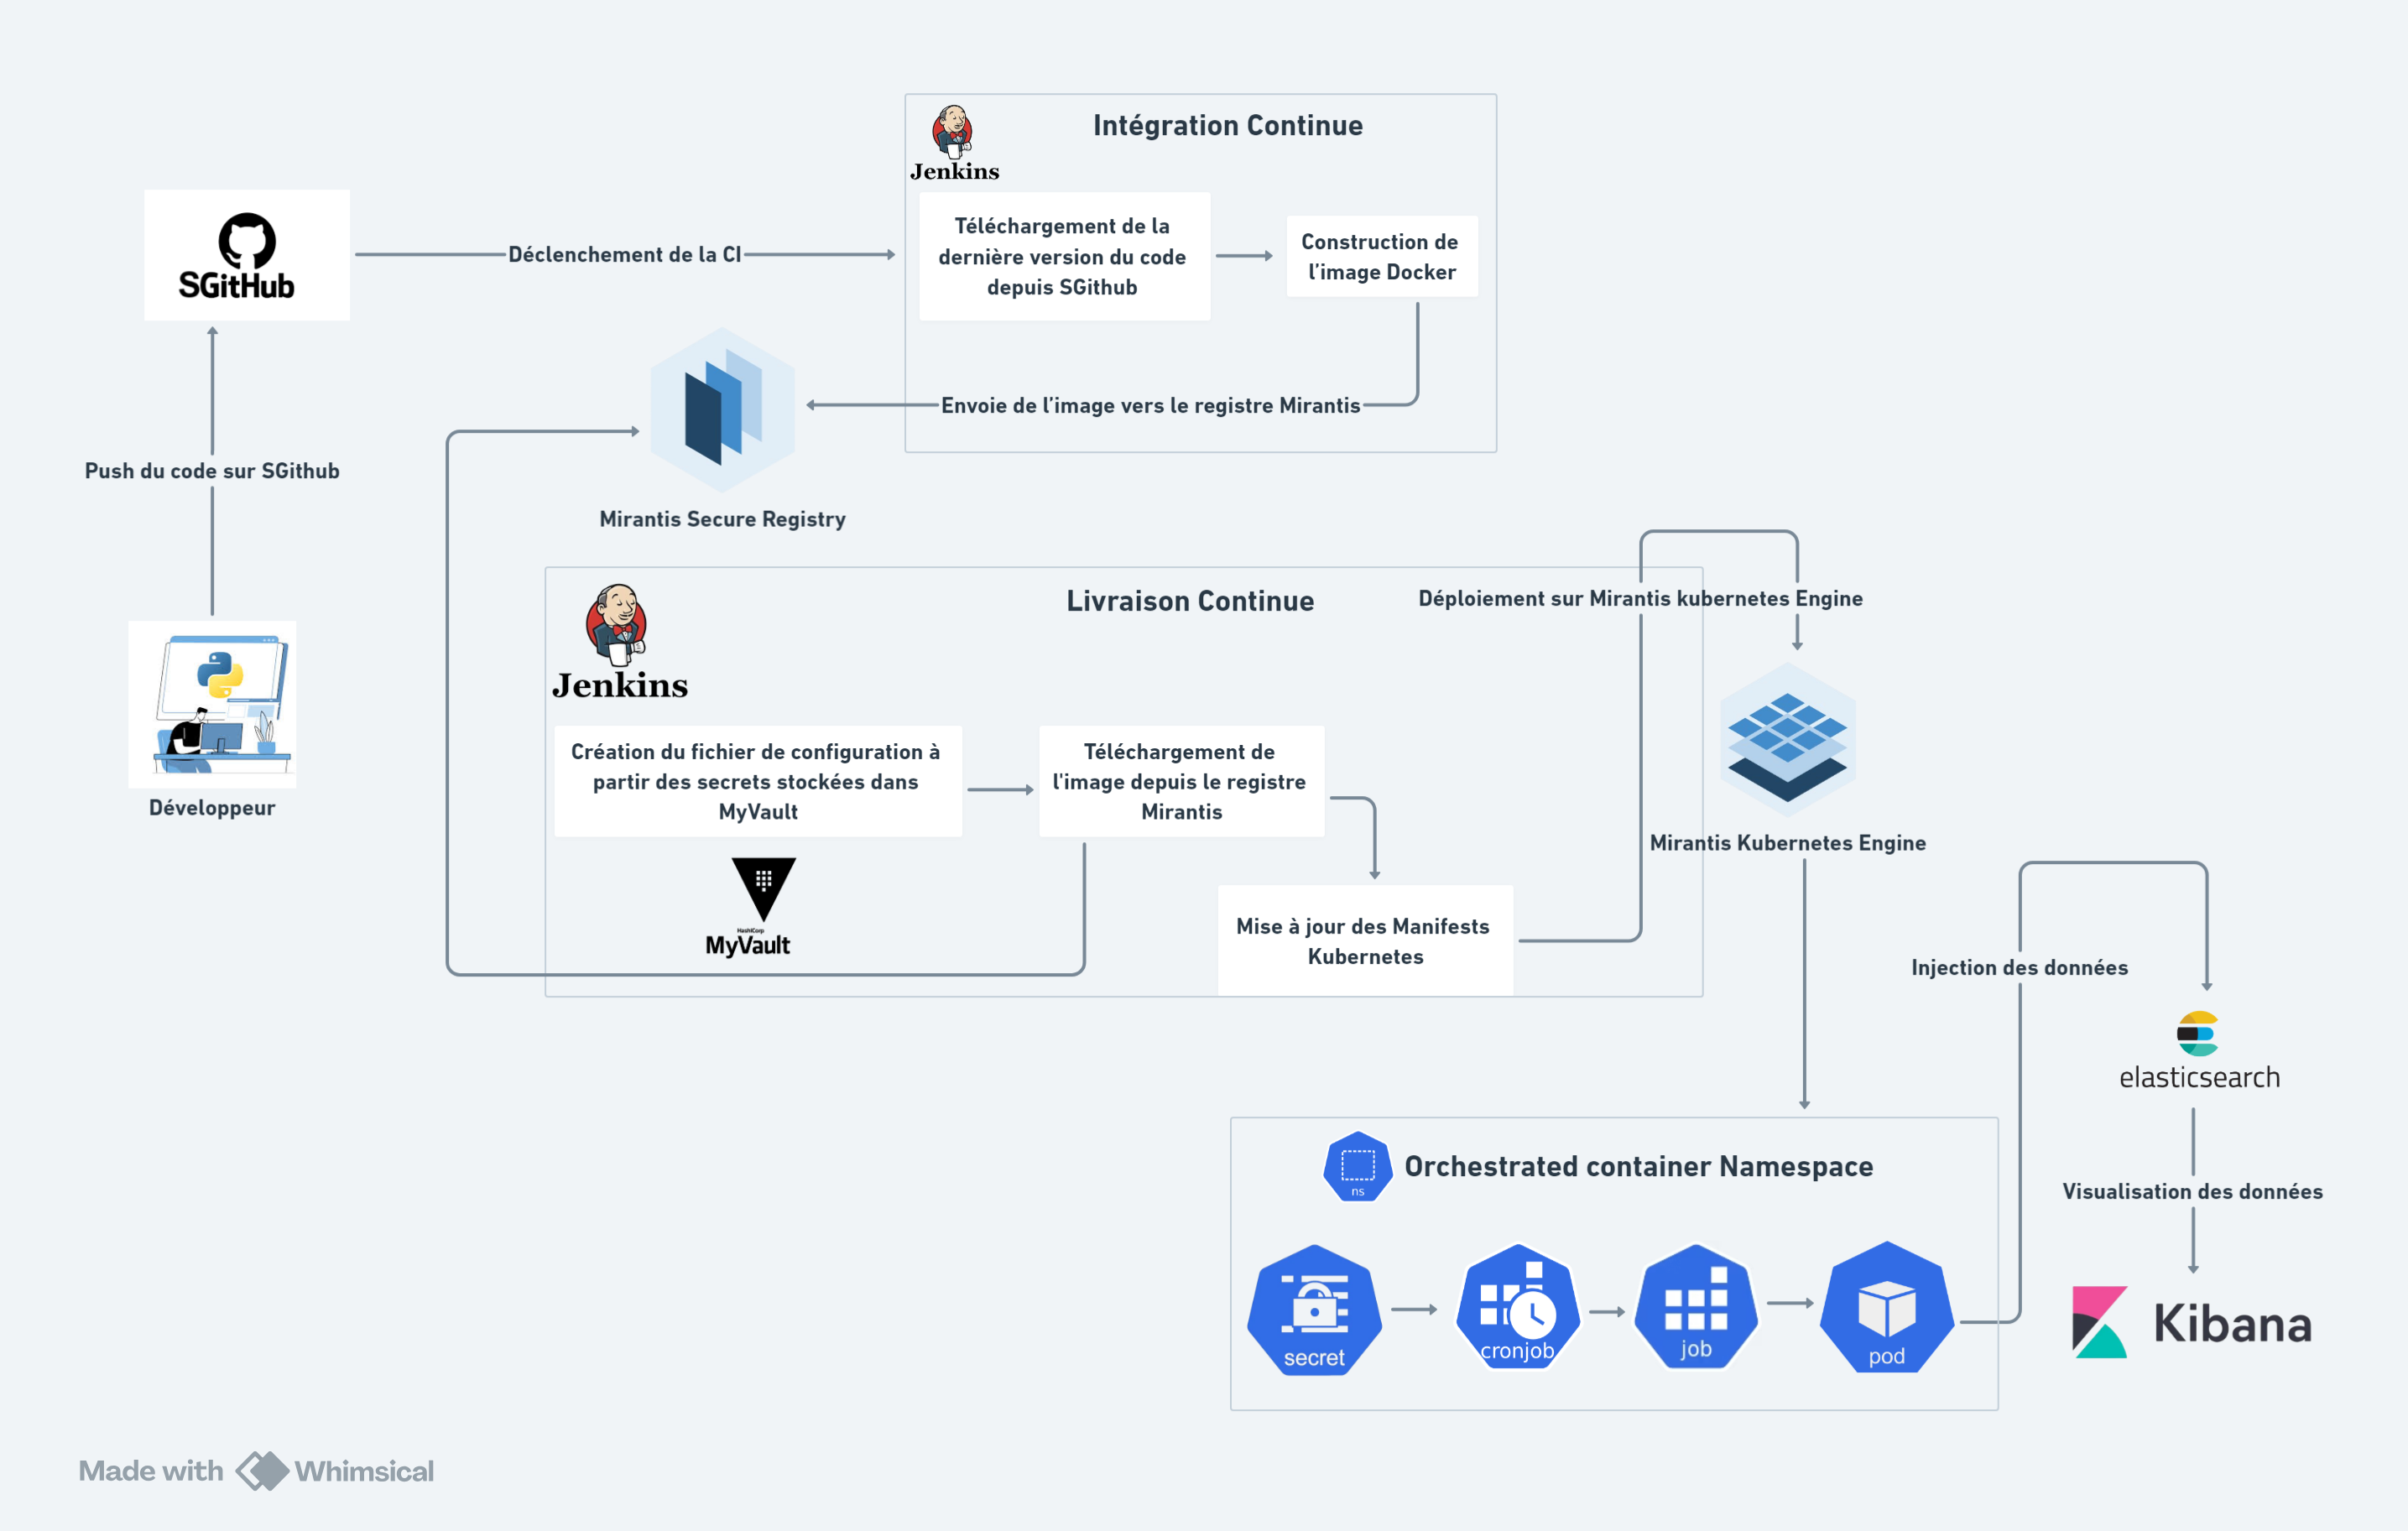 Intégration Continue
Jenkins
Téléchargement de la
dernière version du code
depuis SGithub
Construction de
l’image Docker
SGitHub
Déclenchement de la CI
Envoie de l’image vers le registre Mirantis
Push du code sur SGithub
Mirantis Secure Registry
Développeur
Livraison Continue
Jenkins
Déploiement sur Mirantis kubernetes Engine
Création du fichier de configuration à
partir des secrets stockées dans
MyVault
Téléchargement de
l'image depuis le registre
Mirantis
HashiCorp
MyVault
Mise à jour des Manifests
Kubernetes
Mirantis Kubernetes Engine
Injection des données
elasticsearch
Visualisation des données
Kibana
Orchestrated container Namespace
ns
secret
cronjob
job
pod
Made with Whimsical